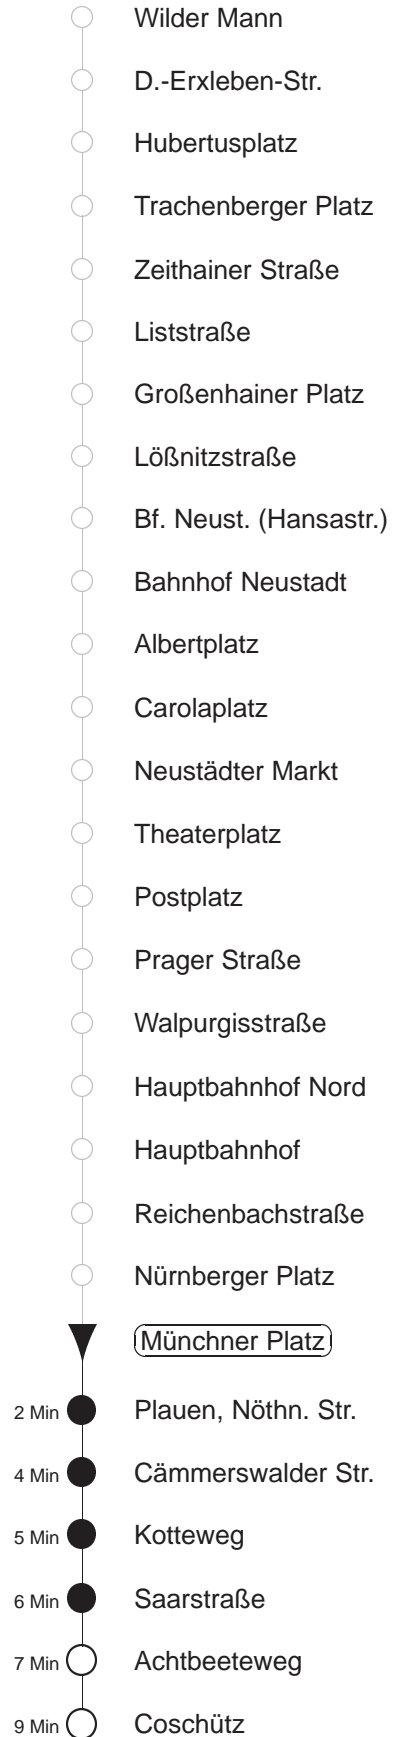 Wilder Mann
D.-Erxleben-Str.
Hubertusplatz
Trachenberger Platz
Zeithainer Straße
Liststraße
Großenhainer Platz
Lößnitzstraße
Bf. Neust. (Hansastr.)
Bahnhof Neustadt
Albertplatz
Carolaplatz
Neustädter Markt
Theaterplatz
Postplatz
Prager Straße
Walpurgisstraße
Hauptbahnhof Nord
Hauptbahnhof
Reichenbachstraße
Nürnberger Platz
Münchner Platz
2 Min Plauen, Nöthn. Str.
4 Min Cämmerswalder Str.
5 Min Kotteweg
6 Min Saarstraße
7 Min Achtbeeteweg
9 Min Coschütz